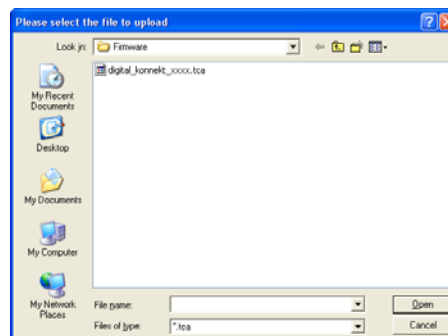 Please select the file to upload
Look in: Firmware
digital_konnekt_xxxx.tca
My Recent
Documents
Desktop
My Documents
My Computer
My Network
Places
File name:
Open
Files of type: *.tca
Cancel